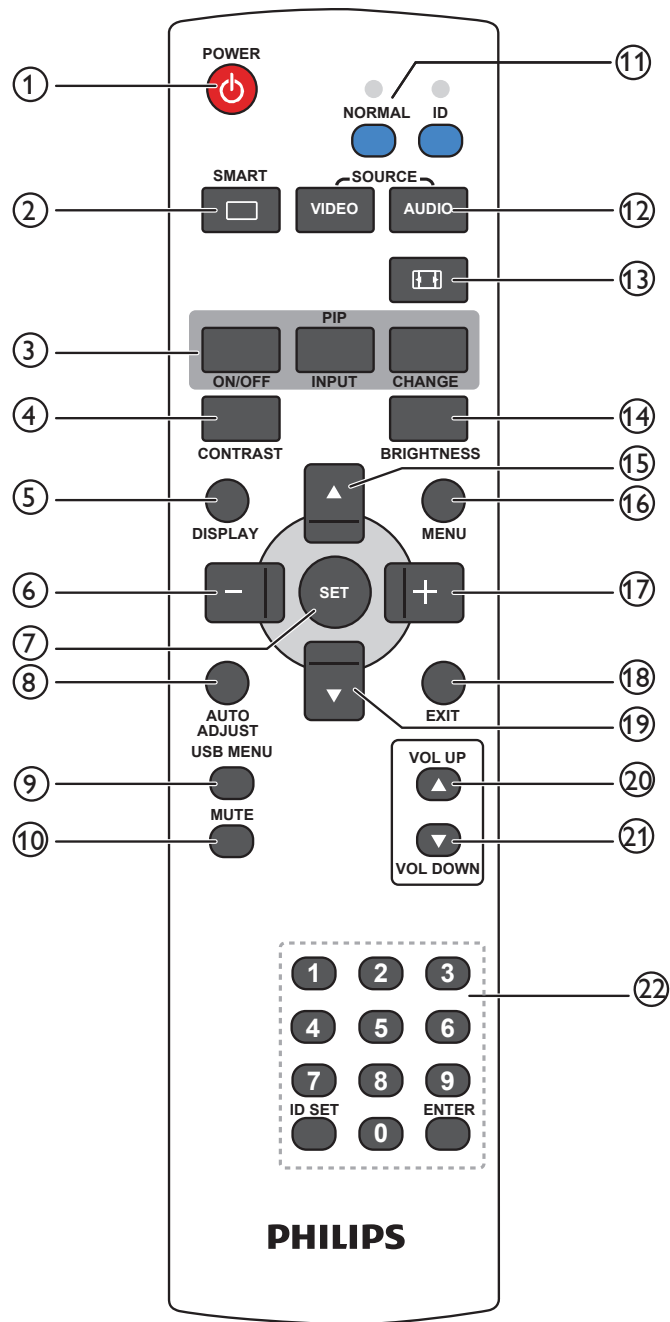 POWER
1
11
NORMAL ID
SMART
SOURCE
2
VIDEO AUDIO
12
13
PIP
3
ON/OFF INPUT CHANGE
4
14
CONTRAST
BRIGHTNESS
15
5
16
DISPLAY
MENU
6
SET
17
7
8
18
AUTO
ADJUST
EXIT
19
USB MENU
VOL UP
9
20
MUTE
10
21
VOL DOWN
1 2 3
22
4 5 6
7 8 9
ID SET ENTER
0
PHILIPS